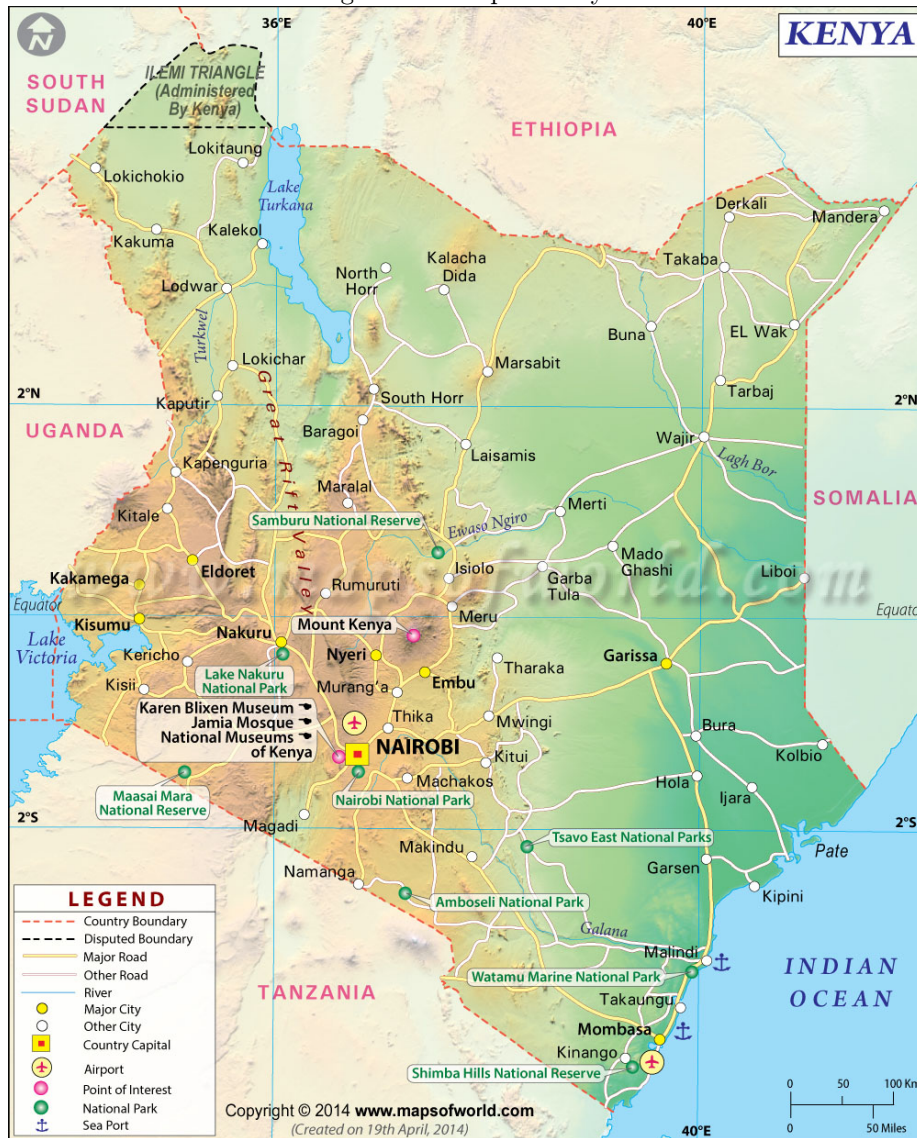 36°E
40°E
KENYA
SOUTH
SUDAN
ILEMI TRIANGLE
(Administered
By Kenya)
ETHIOPIA
Lokitaung
Lokichokio
Lake
Turkana
Derkali
Mandera
Kakuma
Kalekol
North
Horr
Kalacha
Dida
Takaba
Lodwar
Turkwel
Buna
EL Wak
Lokichar
Marsabit
Great Rift Valley
Kaputir
South Horr
Tarbaj
2°N
2°N
UGANDA
Baragoi
Wajir
Laisamis
Lagh Bor
Kapenguria
Maralal
SOMALIA
Kitale
Samburu National Reserve
Ewaso Ngiro
Merti
Eldoret
Mado
Ghashi
www.mapsofworld.com
Kakamega
Isiolo
Garba
Tula
Liboi
Rumuruti
Equator
Kisumu
Mount Kenya
Meru
Lake
Victoria
Nakuru
Kericho
Nyeri
Garissa
Lake Nakuru
National Park
Tharaka
Kisii
Embu
Murang'a
Karen Blixen Museum
Jamia Mosque
National Museums
of Kenya
Thika
Mwingi
Bura
NAIROBI
Kitui
Kolbio
Maasai Mara
National Reserve
Machakos
Hola
Nairobi National Park
Ijara
Magadi
2°S
2°S
Tsavo East National Parks
Makindu
Pate
Garsen
Namanga
Kipini
Amboseli National Park
LEGEND
Country Boundary
Disputed Boundary
Major Road
Other Road
River
Major City
Other City
Country Capital
Airport
Point of Interest
National Park
Sea Port
Galana
Malindi
Watamu Marine National Park
INDIAN
OCEAN
TANZANIA
Takaungu
Mombasa
Kinango
Shimba Hills National Reserve
0 50 100 Km
0 50 Miles
Copyright © 2014 www.mapsofworld.com
(Created on 19th April, 2014)
40°E